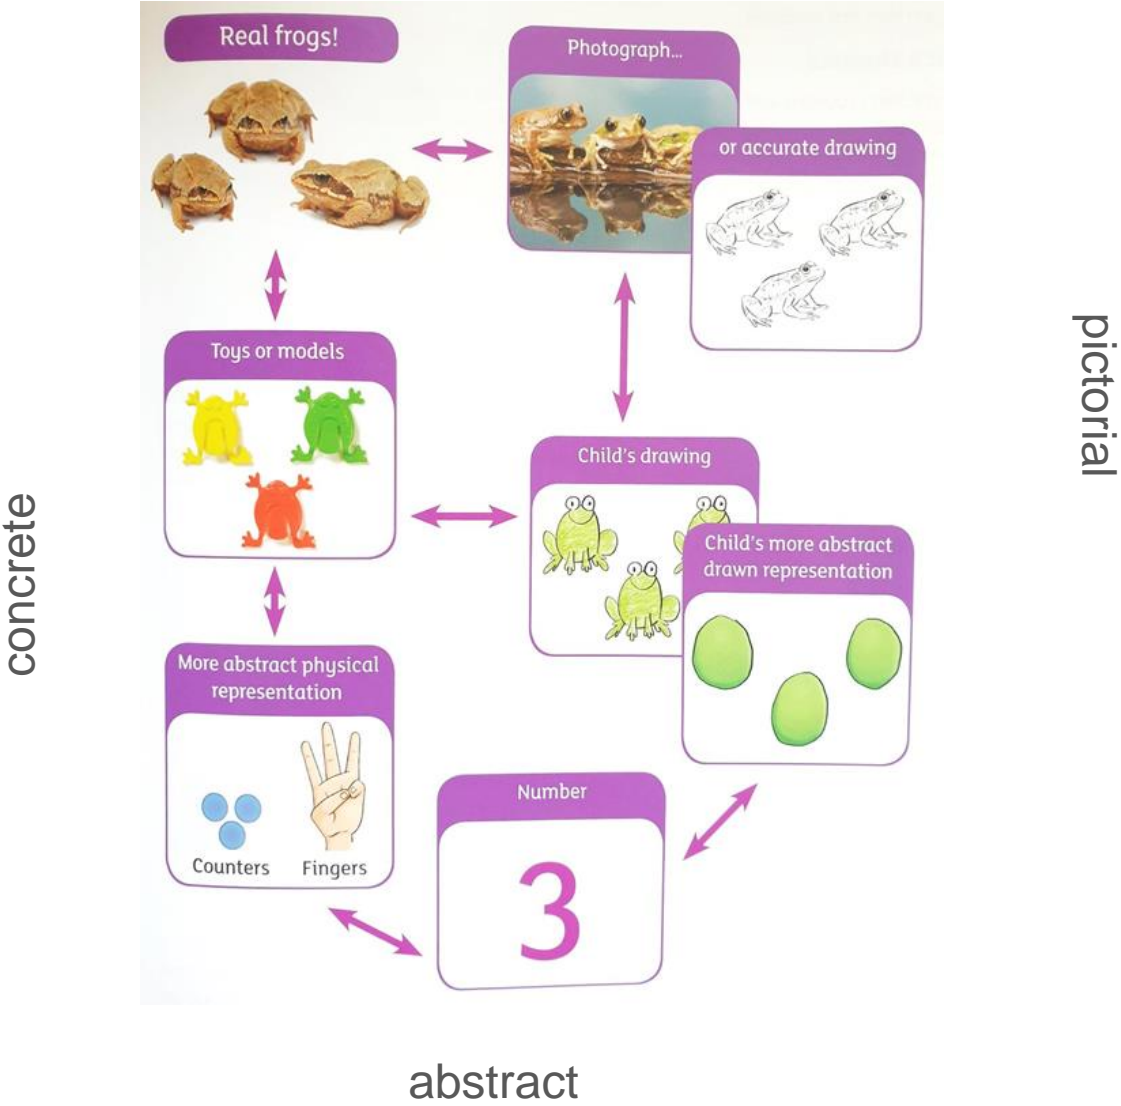 Real frogs!
Photograph...
or accurate drawing
Toys or models
Child's drawing
Child's more abstract
drawn representation
More abstract physical
representation
Counters
Fingers
Number
3
concrete
pictorial
abstract